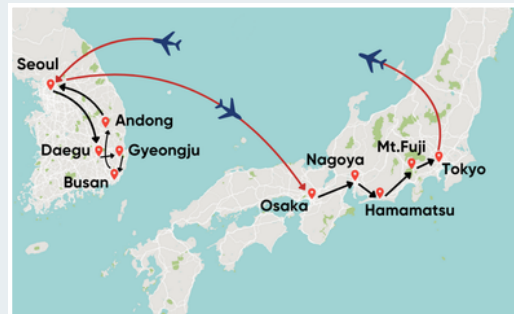 Seoul
Andong
Daegu
Gyeongju
Busan
Osaka
Nagoya
Hamamatsu
Mt.Fuji
Tokyo